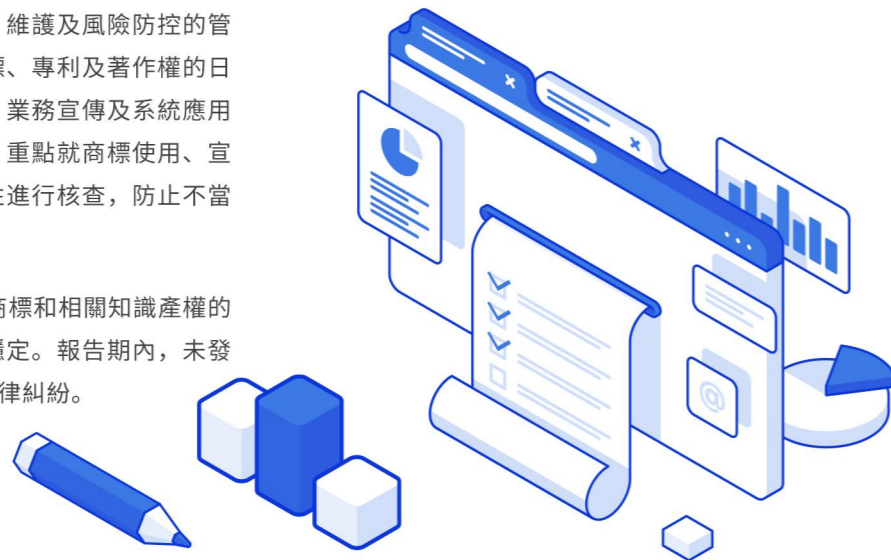 維護及風險防控的管
標、專利及著作權的日
業務宣傳及系統應用
重點就商標使用、宣
性進行核查，防止不當
商標和相關知識產權的
穩定。報告期內，未發
律糾紛。
@